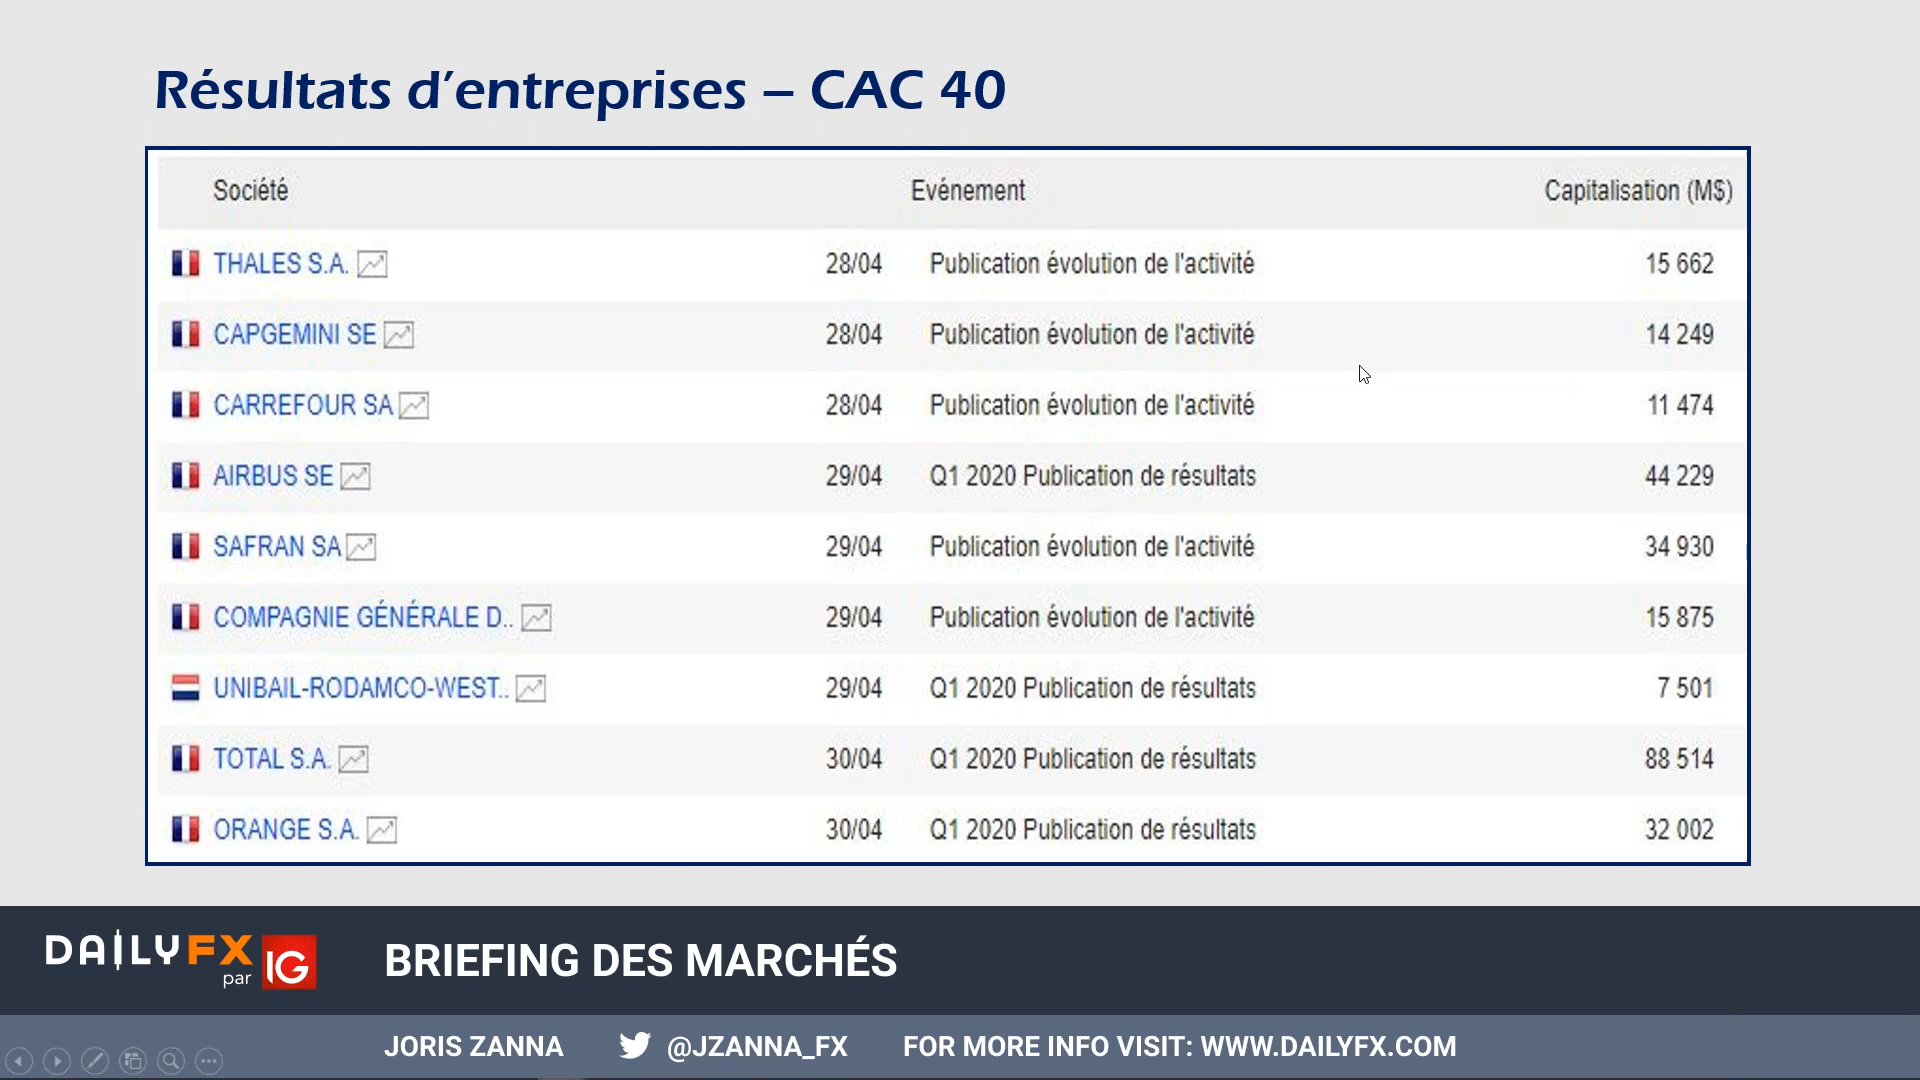 Résultats d’entreprises – CAC 40
Société Evénement Capitalisation (M$)
THALES S.A. 28/04 Publication évolution de l'activité 15 662
CAPGEMINI SE 28/04 Publication évolution de l'activité 14 249
CARREFOUR SA 28/04 Publication évolution de l'activité 11 474
AIRBUS SE 29/04 Q1 2020 Publication de résultats 44 229
SAFRAN SA 29/04 Publication évolution de l'activité 34 930
COMPAGNIE GÉNÉRALE D.. 29/04 Publication évolution de l'activité 15 875
UNIBAIL-RODAMCO-WEST.. 29/04 Q1 2020 Publication de résultats 7 501
TOTAL S.A. 30/04 Q1 2020 Publication de résultats 88 514
ORANGE S.A. 30/04 Q1 2020 Publication de résultats 32 002
DAILYFX par IG
BRIEFING DES MARCHÉS
JORIS ZANNA @JZANNA_FX FOR MORE INFO VISIT: WWW.DAILYFX.COM